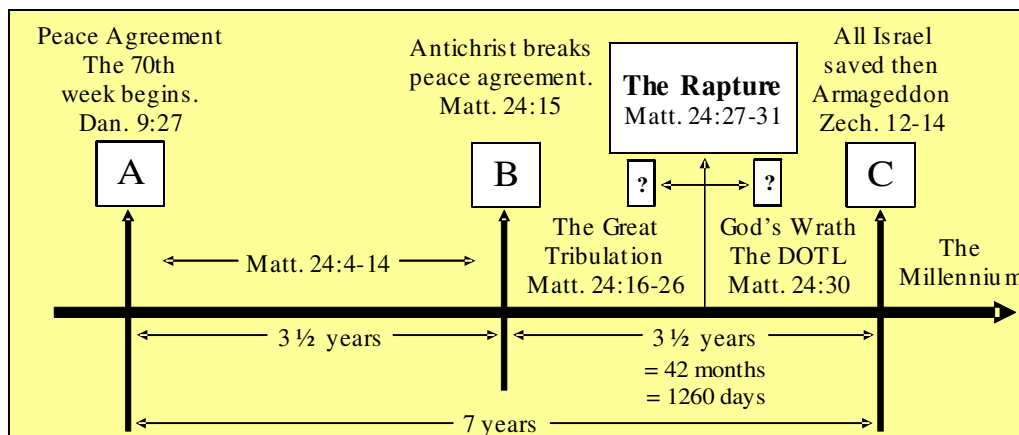 Peace Agreement
The 70th
week begins.
Dan. 9:27
Antichrist breaks
peace agreement.
Matt. 24:15
The Rapture
Matt. 24:27-31
All Israel
saved then
Armageddon
Zech. 12-14
A
B
?
?
C
Matt. 24:4-14
The Great
Tribulation
Matt. 24:16-26
God's Wrath
The DOTL
Matt. 24:30
The
Millennium
3 ½ years
3 ½ years
= 42 months
= 1260 days
7 years